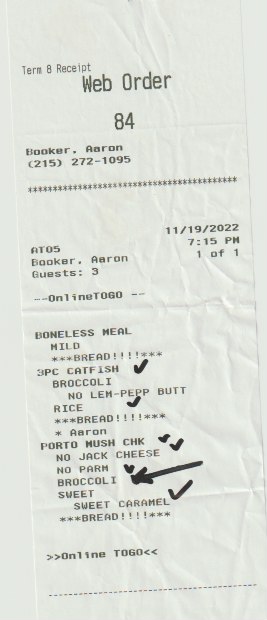 Term 8 Receipt
Web Order
84
Booker, Aaron
(215) 272-1095
******************************************
11/19/2022
AT05 7:15 PM
Booker, Aaron 1 of 1
Guests: 3
--OnlineTOGO --
BONELESS MEAL
MILD
***BREAD!!!!***
3PC CATFISH
BROCCOLI
NO LEM-PEPP BUTT
RICE
***BREAD!!!!***
* Aaron
PORTO MUSH CHK
NO JACK CHEESE
NO PARM
BROCCOLI
SWEET
SWEET CARAMEL
***BREAD!!!!***
>>Online TOGO<<